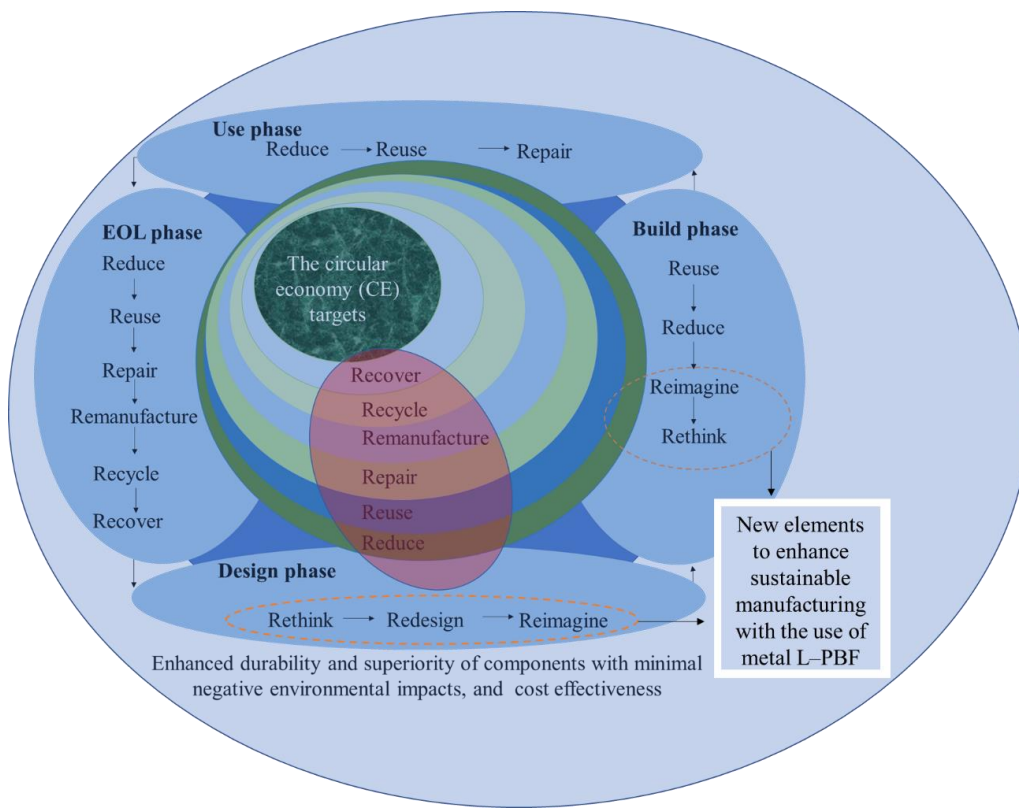 Use phase
Reduce → Reuse → Repair
EOL phase
Reduce
Reuse
Repair
Remanufacture
Recycle
Recover
The circular
economy (CE)
targets
Recover
Recycle
Remanufacture
Repair
Reuse
Reduce
Build phase
Reuse
Reduce
Reimagine
Rethink
New elements
to enhance
sustainable
manufacturing
with the use of
metal L–PBF
Design phase
Rethink → Redesign → Reimagine
Enhanced durability and superiority of components with minimal
negative environmental impacts, and cost effectiveness